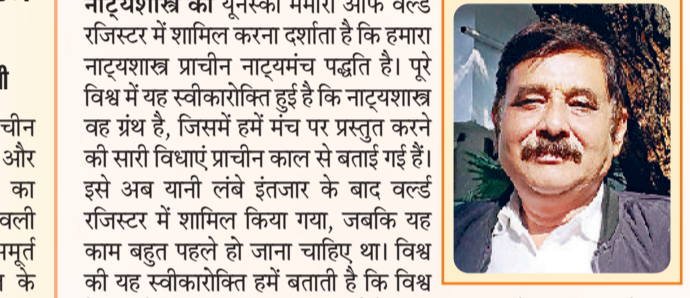 नाट्यशास्त्र को यूनेस्को मेमोरी ऑफ वर्ल्ड
रजिस्टर में शामिल करना दर्शाता है कि हमारा
नाट्यशास्त्र प्राचीन नाट्यमंच पद्धति है। पूरे
विश्व में यह स्वीकारोक्ति हुई है कि नाट्यशास्त्र
वह ग्रंथ है, जिसमें हमें मंच पर प्रस्तुत करने
की सारी विधाएं प्राचीन काल से बताई गई हैं।
इसे अब यानी लंबे इंतजार के बाद वर्ल्ड
रजिस्टर में शामिल किया गया, जबकि यह
काम बहुत पहले हो जाना चाहिए था। विश्व
की यह स्वीकारोक्ति हमें बताती है कि विश्व
चीन
और
का
वली
के